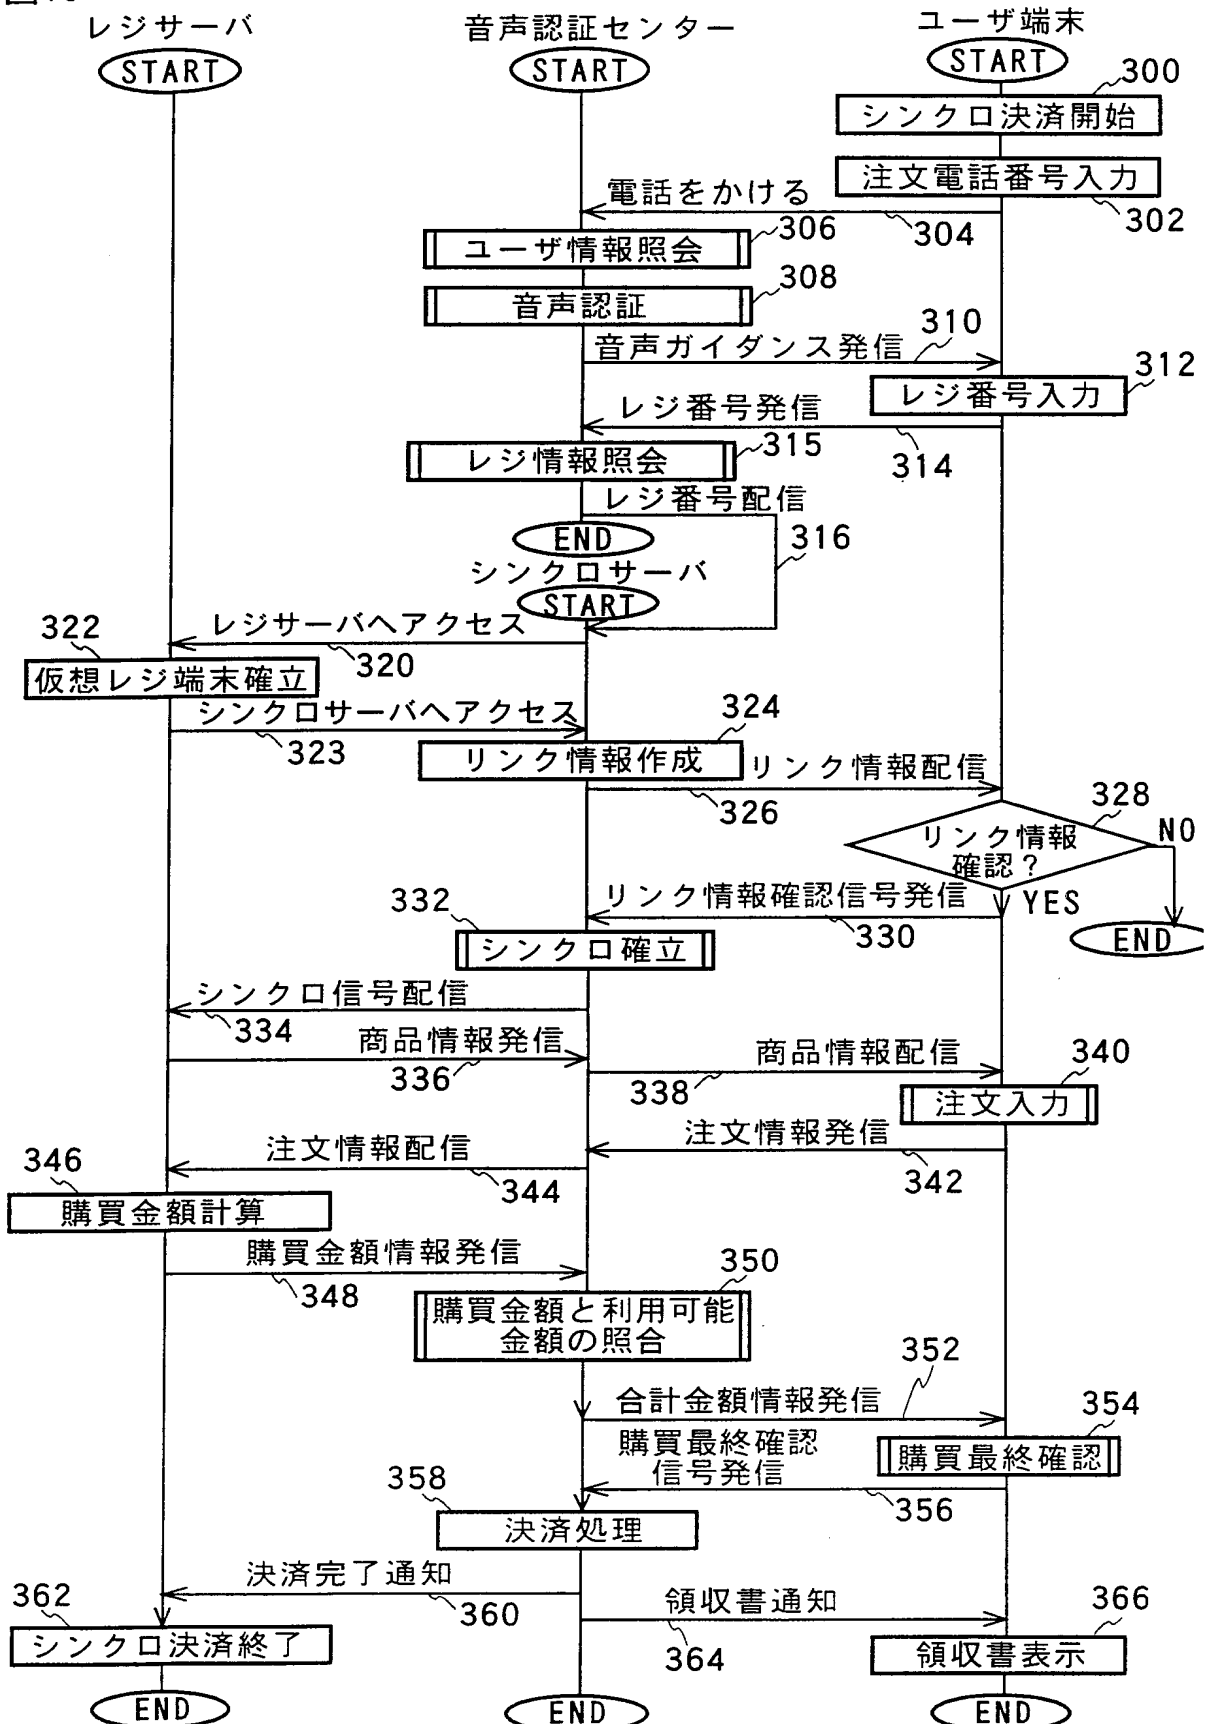 レジサーバ
音声認証センター
ユーザ端末
START
START
START
300
シンクロ決済開始
注文電話番号入力
302
電話をかける
304
306
ユーザ情報照会
308
音声認証
310
音声ガイダンス発信
312
レジ番号入力
レジ番号発信
314
315
レジ情報照会
レジ番号配信
END
316
シンクロサーバ
START
レジサーバへアクセス
320
322
仮想レジ端末確立
シンクロサーバへアクセス
323
324
リンク情報作成
リンク情報配信
326
328
リンク情報
確認?
NO
YES
END
リンク情報確認信号発信
330
332
シンクロ確立
シンクロ信号配信
334
商品情報発信
336
商品情報配信
338
340
注文入力
注文情報発信
342
注文情報配信
344
346
購買金額計算
購買金額情報発信
348
350
購買金額と利用可能
金額の照合
352
合計金額情報発信
354
購買最終確認
購買最終確認
信号発信
356
358
決済処理
決済完了通知
360
362
シンクロ決済終了
領収書通知
364
366
領収書表示
END
END
END